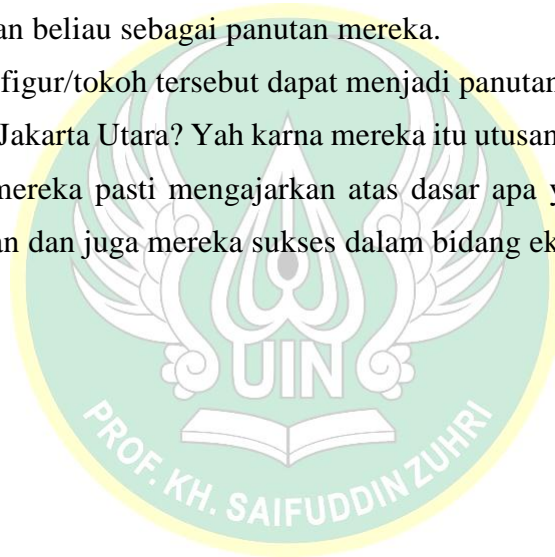 an beliau sebagai panutan mereka.
figur/tokoh tersebut dapat menjadi panutan
Jakarta Utara? Yah karna mereka itu utusan
mereka pasti mengajarkan atas dasar apa y
an dan juga mereka sukses dalam bidang ek
UIN
PROF. KH. SAIFUDDIN ZUHRI